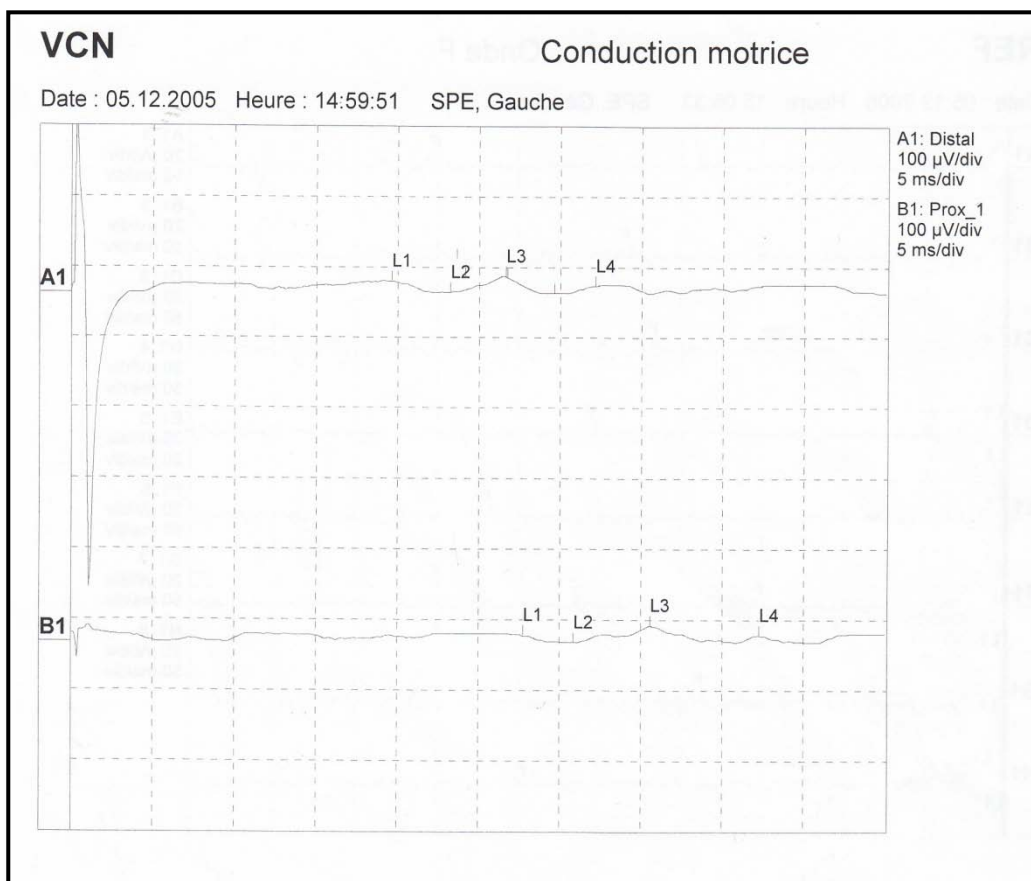 VCN
Conduction motrice
Date : 05.12.2005 Heure : 14:59:51 SPE, Gauche
A1: Distal
100 µV/div
5 ms/div
B1: Prox_1
100 µV/div
5 ms/div
A1
L1
L2
L3
L4
B1
L1
L2
L3
L4